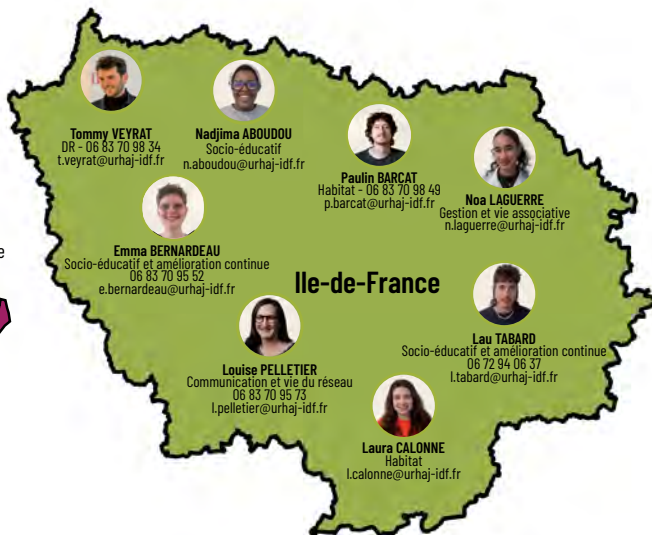 Tommy VEYRAT
DR - 06 83 70 98 34
t.veyrat@urhaj-idf.fr
Nadjima ABOUDOU
Socio-éducatif
n.aboudou@urhaj-idf.fr
Paulin BARCAT
Habitat - 06 83 70 98 49
p.barcat@urhaj-idf.fr
Noa LAGUERRE
Gestion et vie associative
n.laguerre@urhaj-idf.fr
Emma BERNARDEAU
Socio-éducatif et amélioration continue
06 83 70 95 52
e.bernardeau@urhaj-idf.fr
e
Ile-de-France
Lau TABARD
Socio-éducatif et amélioration continue
06 72 94 06 37
l.tabard@urhaj-idf.fr
Louise PELLETIER
Communication et vie du réseau
06 83 70 95 73
l.pelletier@urhaj-idf.fr
Laura CALONNE
Habitat
l.calonne@urhaj-idf.fr